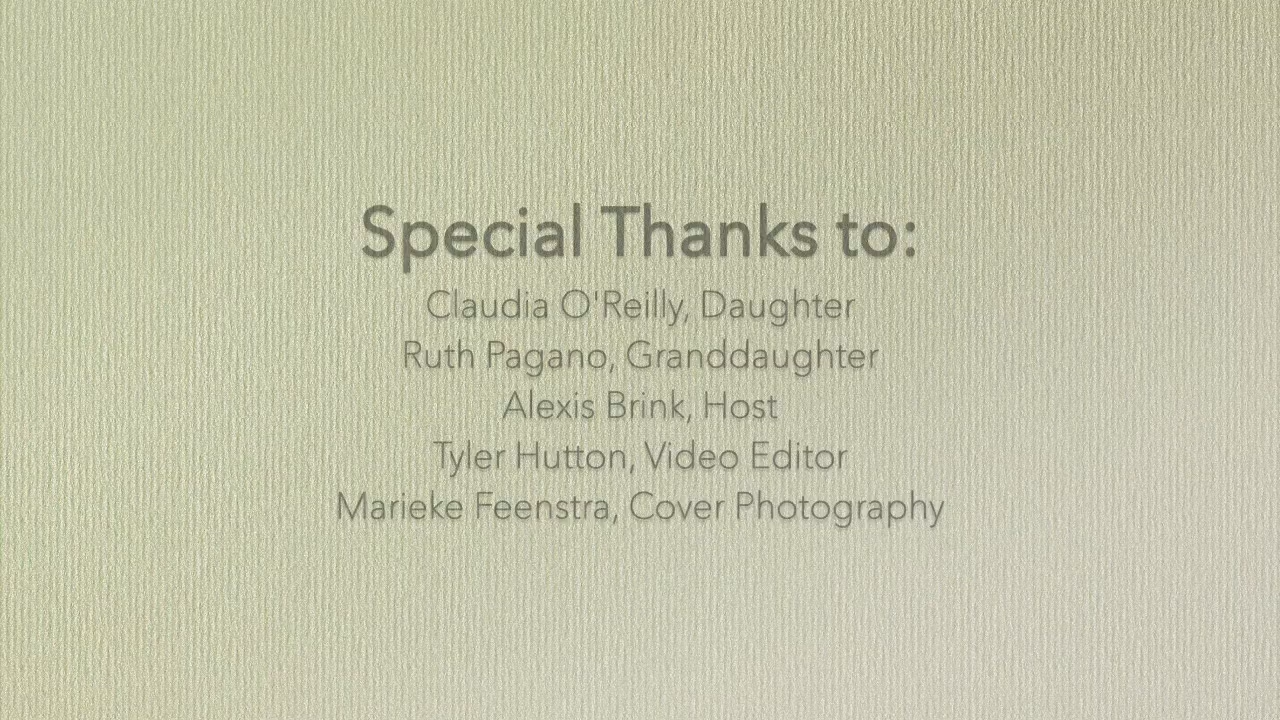 Special Thanks to:
Claudia O'Reilly, Daughter
Ruth Pagano, Granddaughter
Alexis Brink, Host
Tyler Hutton, Video Editor
Marieke Feenstra, Cover Photography